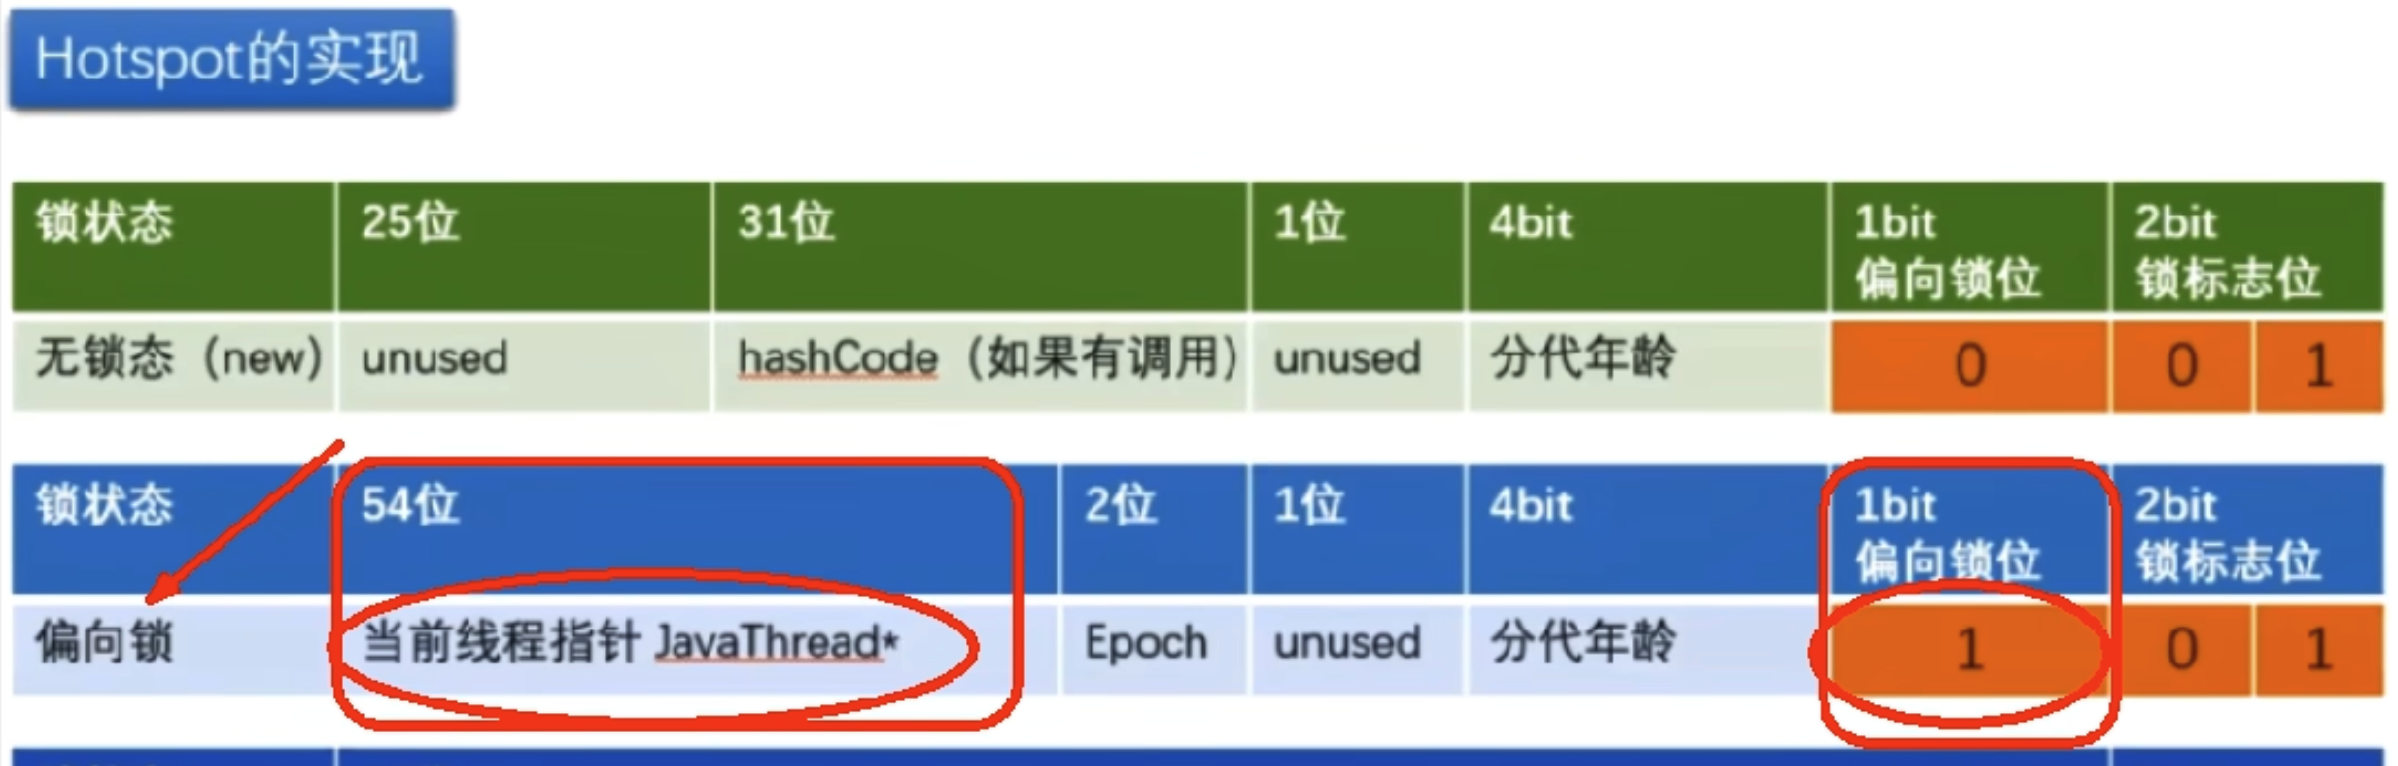 Hotspot的实现
锁状态 25位 31位 1位 4bit 1bit 2bit
偏向锁位 锁标志位
无锁态（new） unused hashCode（如果有调用） unused 分代年龄 0 0 1
锁状态 54位 2位 1位 4bit 1bit 2bit
偏向锁位 锁标志位
偏向锁 当前线程指针 JavaThread* Epoch unused 分代年龄 1 0 1